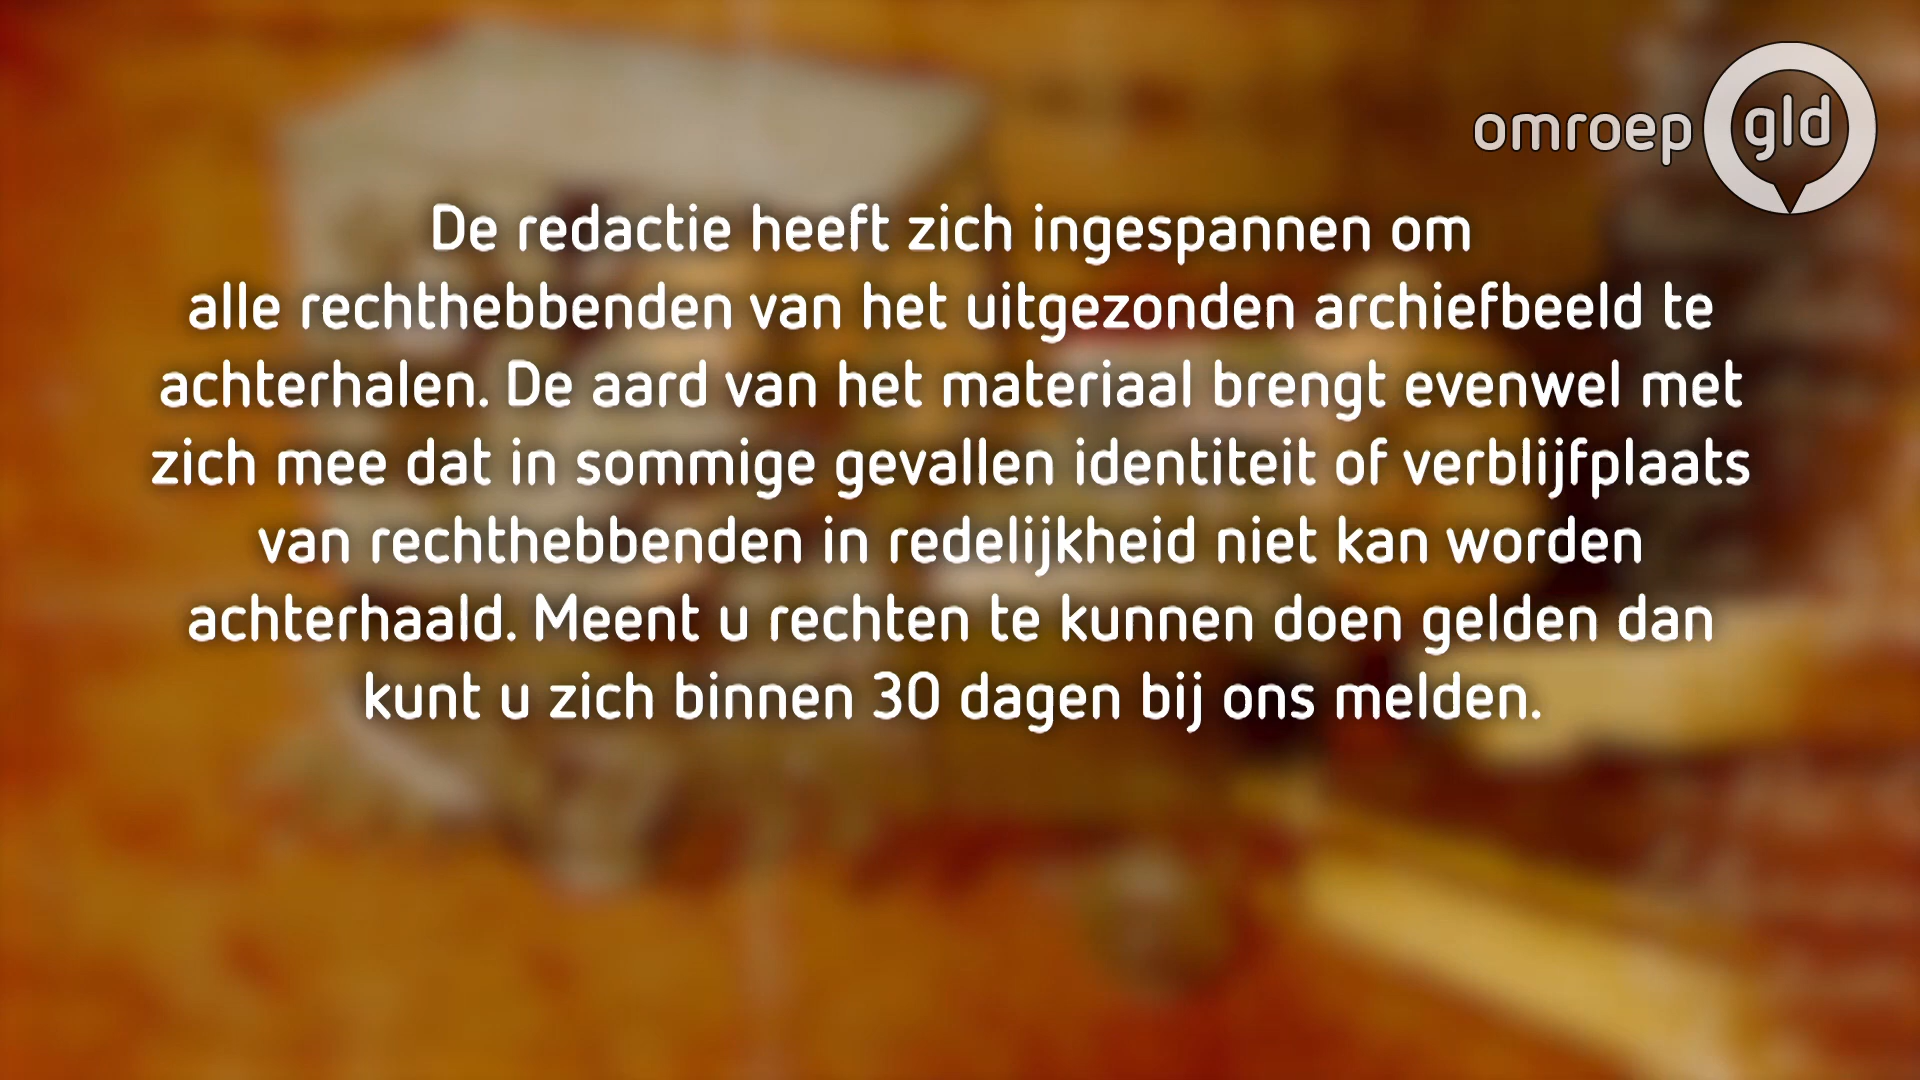 omroep gld
De redactie heeft zich ingespannen om
alle rechthebbenden van het uitgezonden archiefbeeld te
achterhalen. De aard van het materiaal brengt evenwel met
zich mee dat in sommige gevallen identiteit of verblijfplaats
van rechthebbenden in redelijkheid niet kan worden
achterhaald. Meent u rechten te kunnen doen gelden dan
kunt u zich binnen 30 dagen bij ons melden.